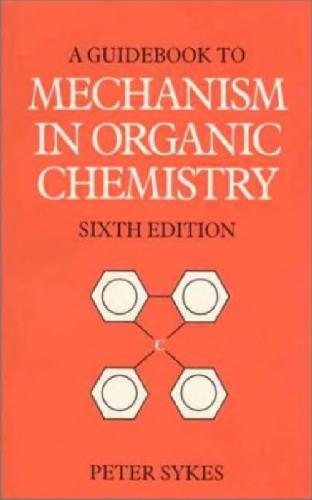 A GUIDEBOOK TO
MECHANISM
IN ORGANIC
CHEMISTRY
SIXTH EDITION
C
PETER SYKES